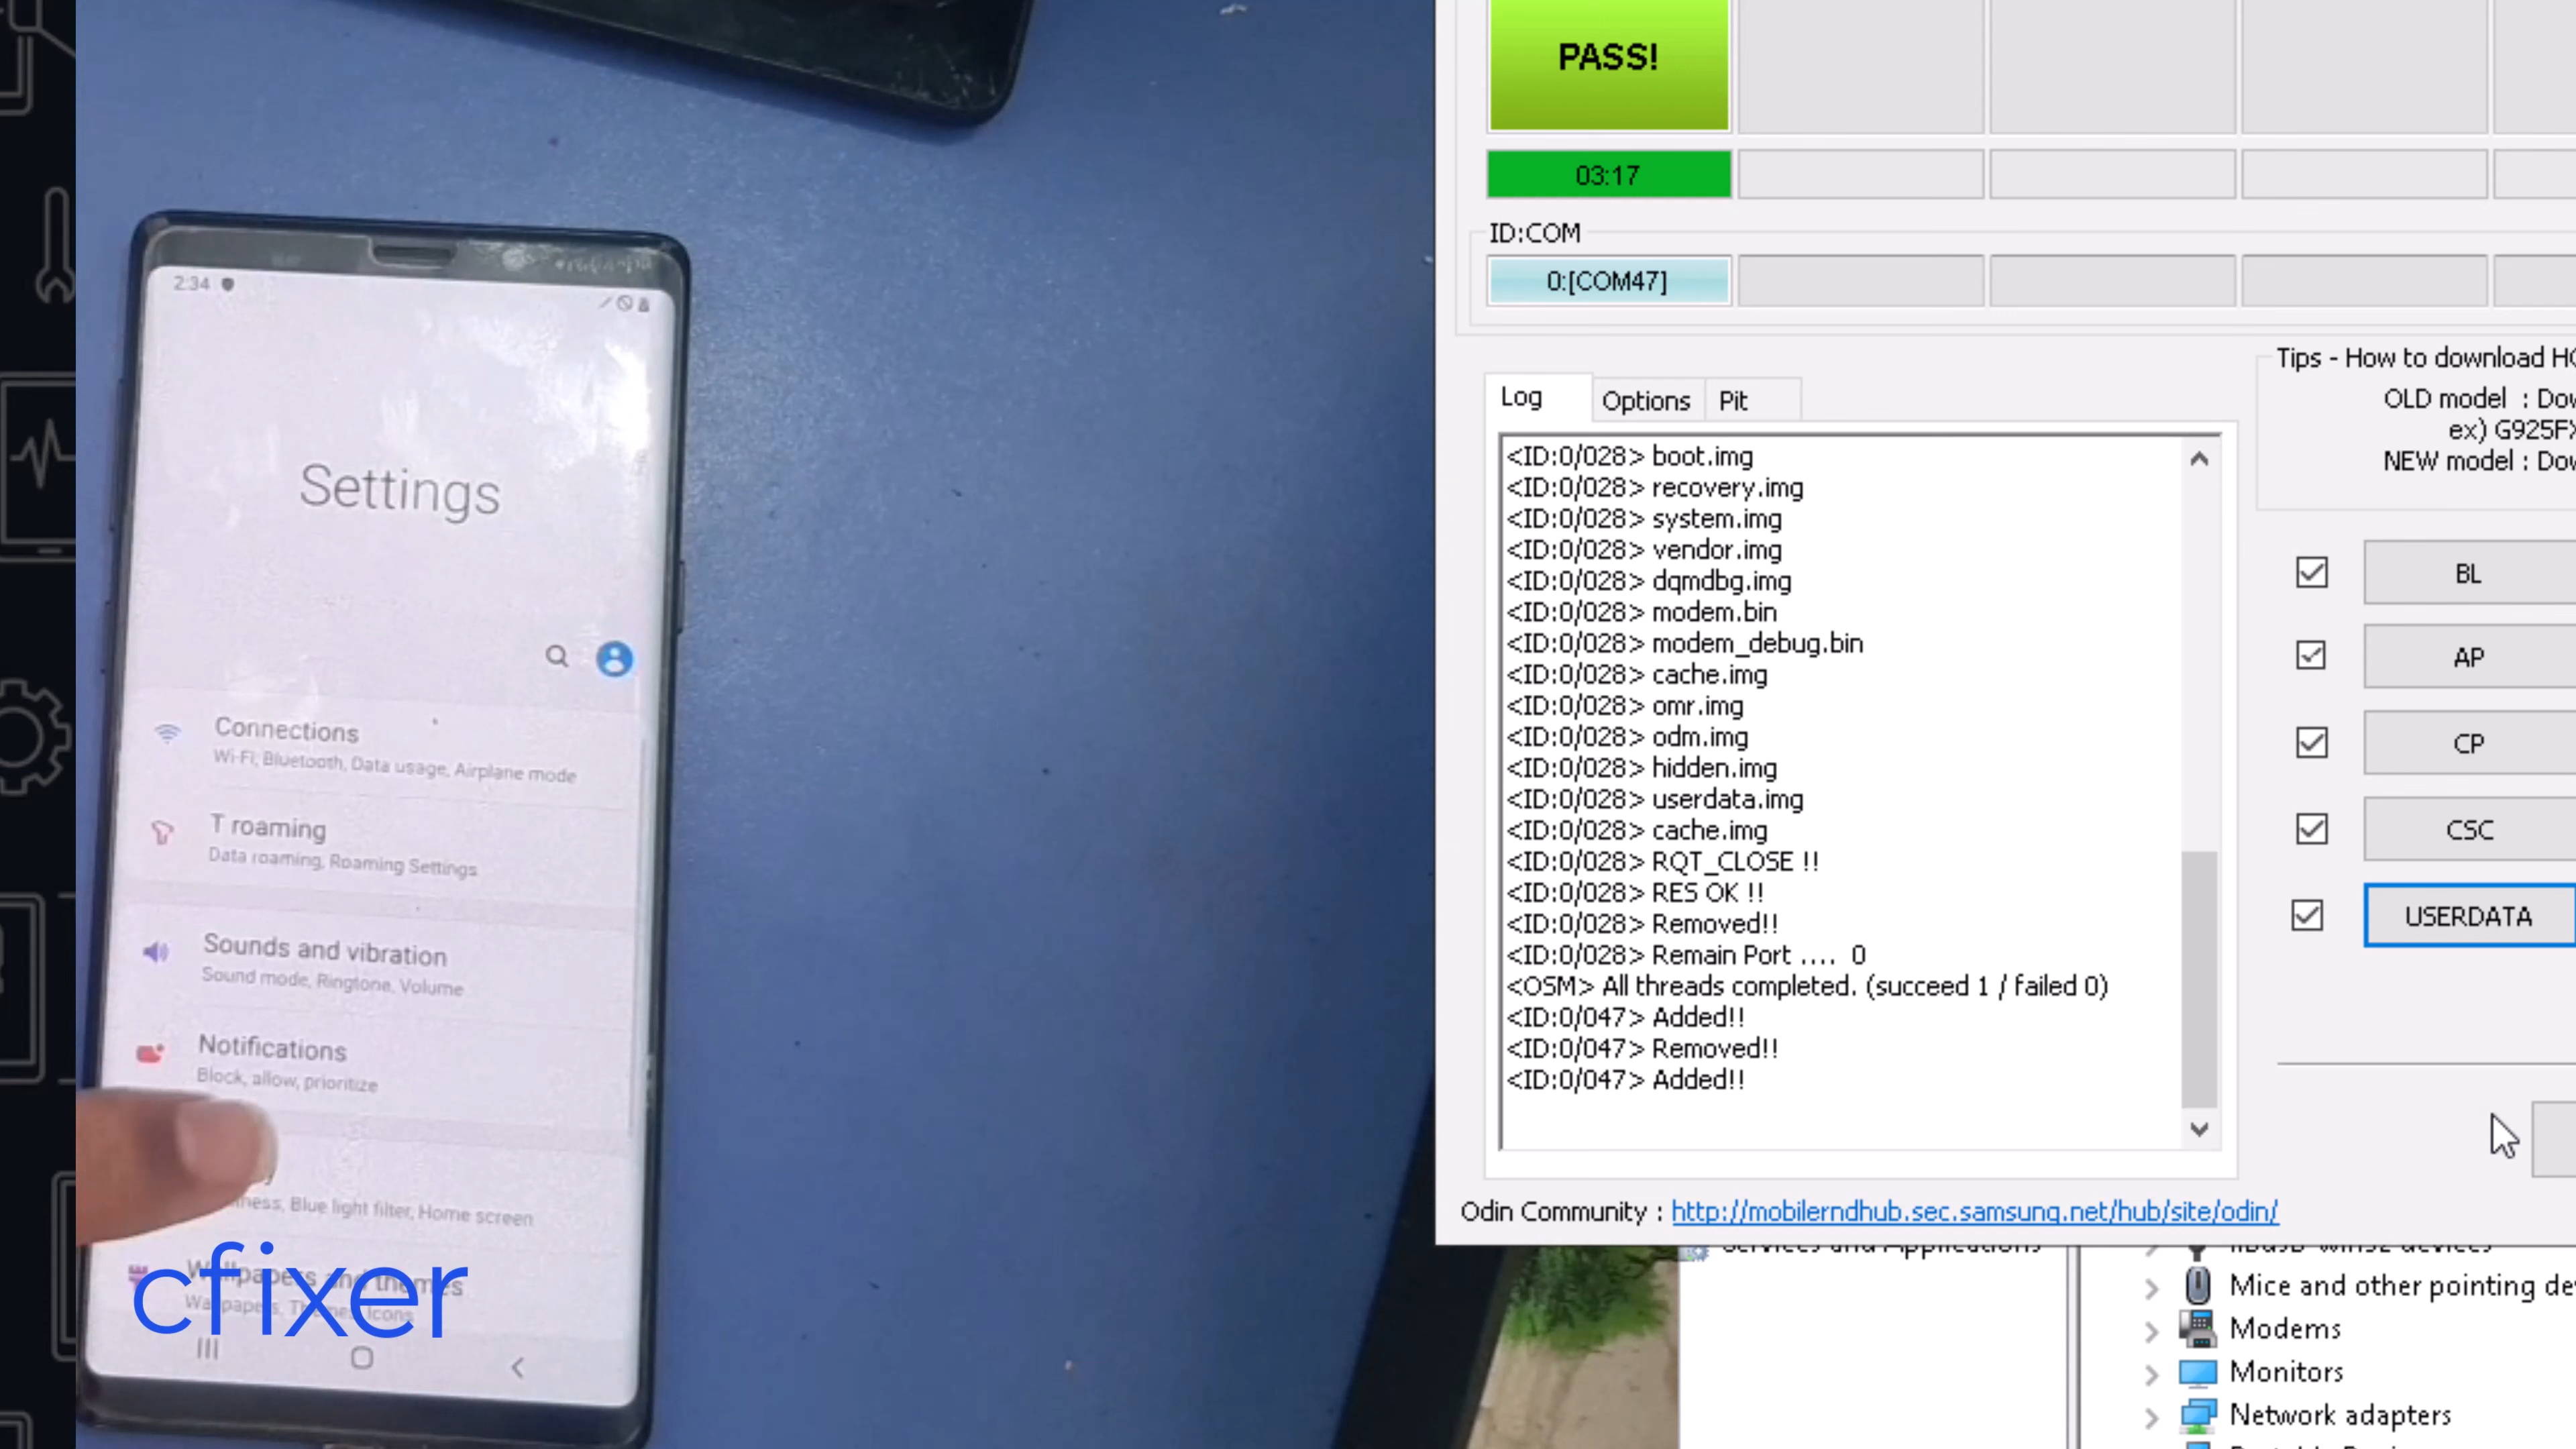 2:34
Settings
Connections
Wi-Fi, Bluetooth, Data usage, Airplane mode
T roaming
Data roaming, Roaming Settings
Sounds and vibration
Sound mode, Ringtone, Volume
Notifications
Block, allow, prioritize
Blue light filter, Home screen
Wallpapers and themes
Wallpapers, Themes, Icons
cfixer
PASS!
03:17
ID:COM
0:[COM47]
Log
Options
Pit
<ID:0/028> boot.img
<ID:0/028> recovery.img
<ID:0/028> system.img
<ID:0/028> vendor.img
<ID:0/028> dqmdbg.img
<ID:0/028> modem.bin
<ID:0/028> modem_debug.bin
<ID:0/028> cache.img
<ID:0/028> omr.img
<ID:0/028> odm.img
<ID:0/028> hidden.img
<ID:0/028> userdata.img
<ID:0/028> cache.img
<ID:0/028> RQT_CLOSE !!
<ID:0/028> RES OK !!
<ID:0/028> Removed!!
<ID:0/028> Remain Port .... 0
<OSM> All threads completed. (succeed 1 / failed 0)
<ID:0/047> Added!!
<ID:0/047> Removed!!
<ID:0/047> Added!!
Tips - How to download
OLD model :
ex) G925F
NEW model :
BL
AP
CP
CSC
USERDATA
Odin Community : http://mobilerndhub.sec.samsung.net/hub/site/odin/
Services and Applications
Mice and other pointing
Modems
Monitors
Network adapters